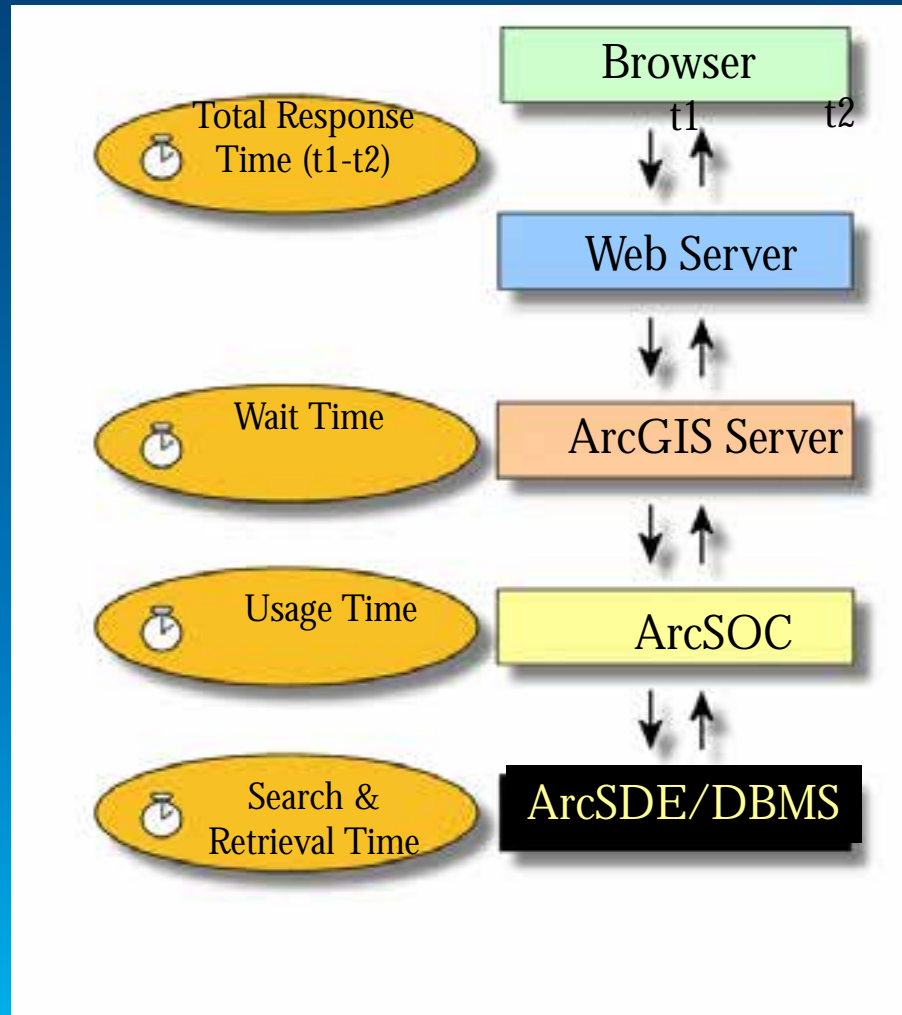 Browser
t1 t2
Total Response
Time (t1-t2)
Web Server
Wait Time
ArcGIS Server
Usage Time
ArcSOC
Search &
Retrieval Time
ArcSDE/DBMS